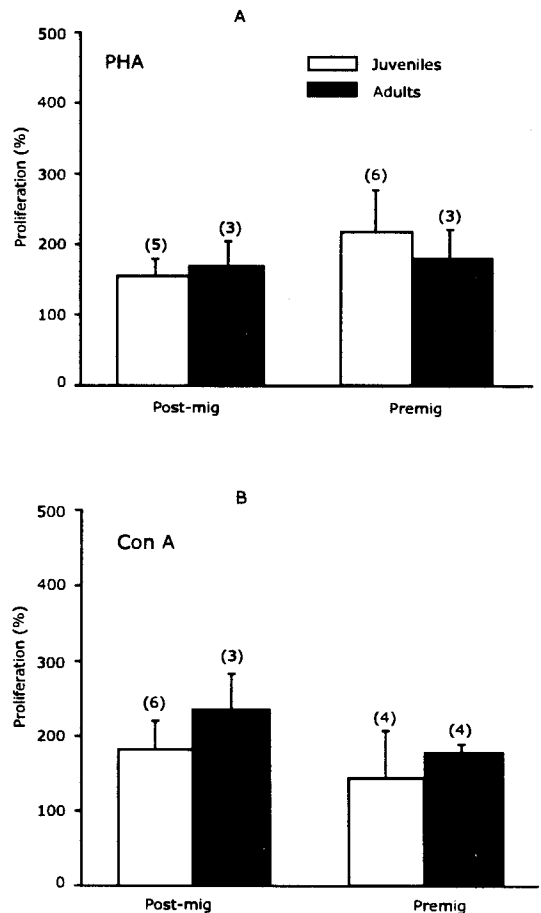 A
500
PHA
Juveniles
Adults
400
Proliferation (%)
300
(6)
(5)
(3)
(3)
200
100
0
Post-mig
Premig
B
500
Con A
400
Proliferation (%)
300
(3)
(6)
(4)
(4)
200
100
0
Post-mig
Premig